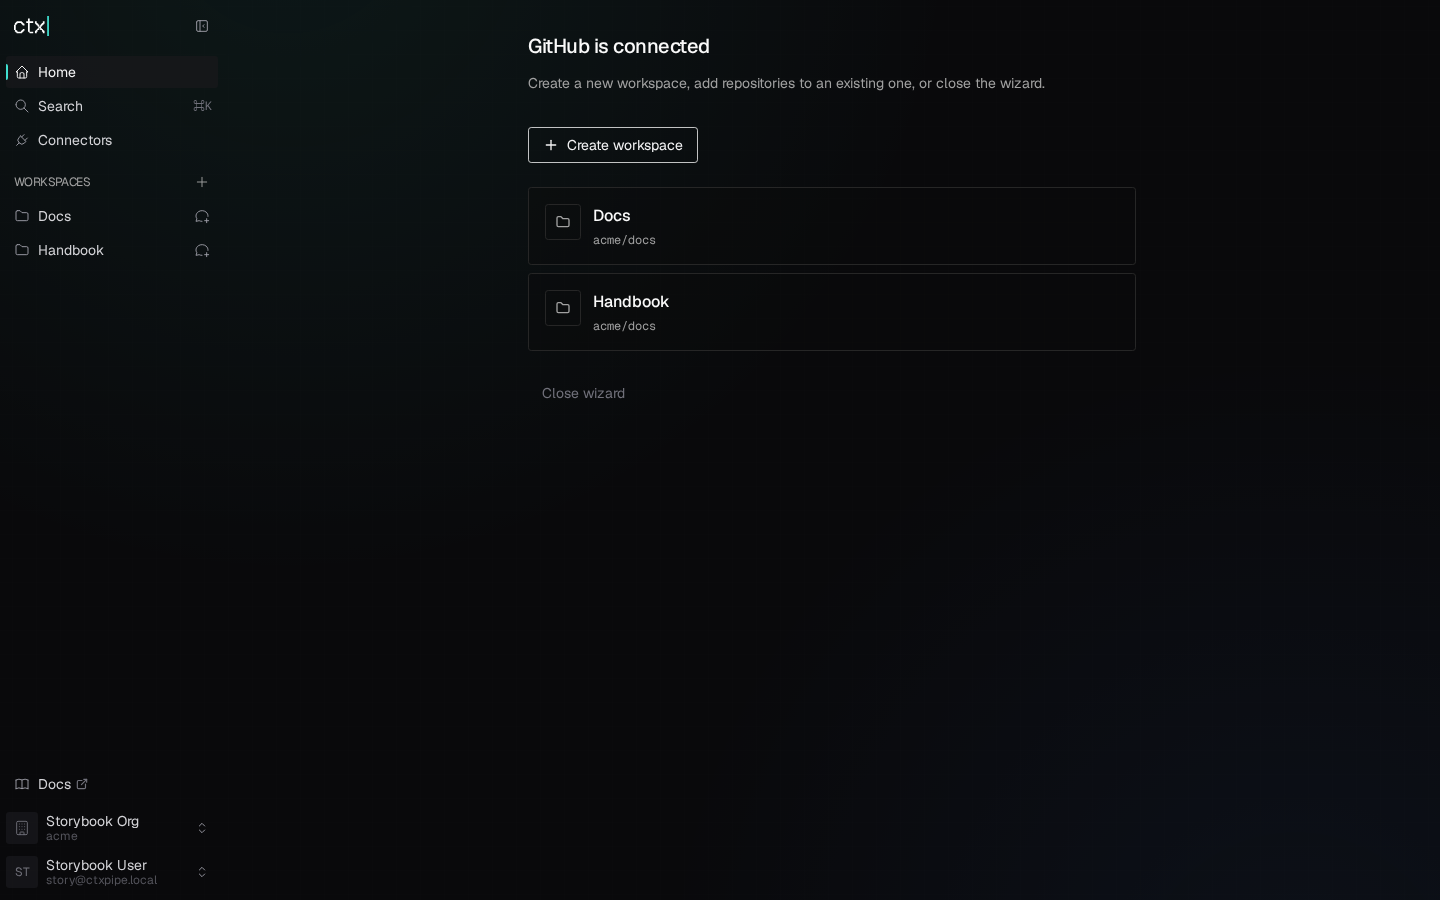 ctx
Home
Search ⌘K
Connectors
WORKSPACES
Docs
Handbook
GitHub is connected
Create a new workspace, add repositories to an existing one, or close the wizard.
Create workspace
Docs
acme/docs
Handbook
acme/docs
Close wizard
Docs
Storybook Org
acme
ST
Storybook User
story@ctxpipe.local